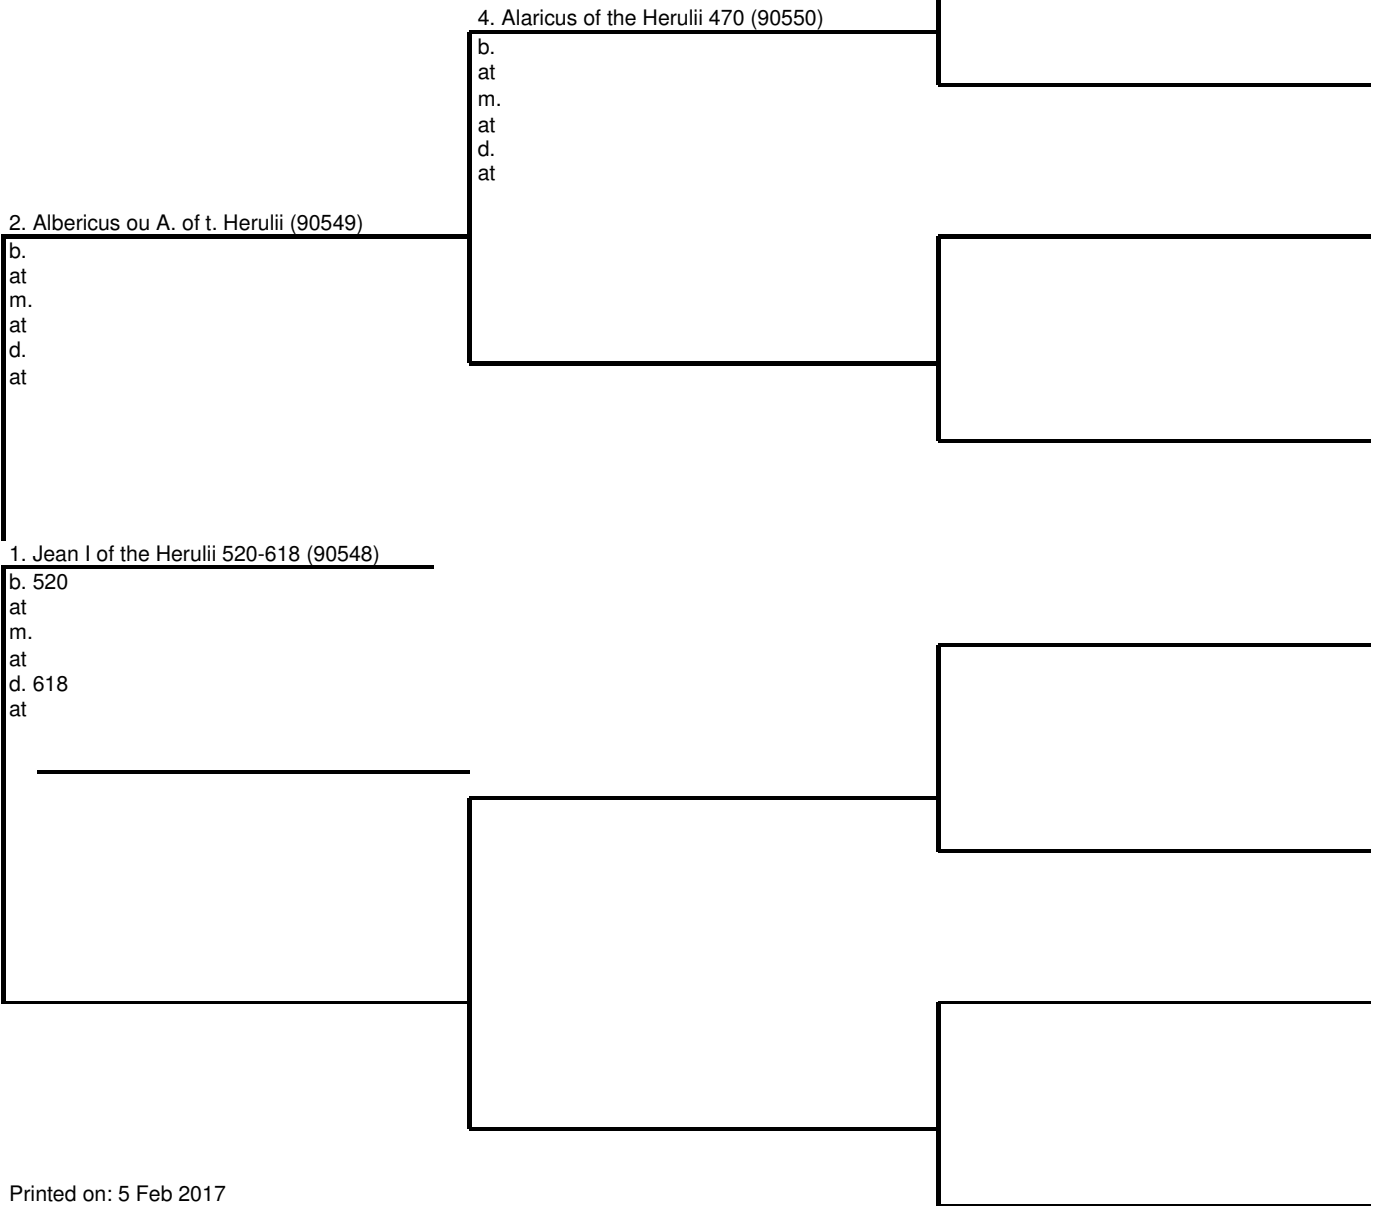 4. Alaricus of the Herulii 470 (90550)
b.
at
m.
at
d.
at
2. Albericus ou A. of t. Herulii (90549)
b.
at
m.
at
d.
at
1. Jean I of the Herulii 520-618 (90548)
b. 520
at
m.
at
d. 618
at
Printed on: 5 Feb 2017